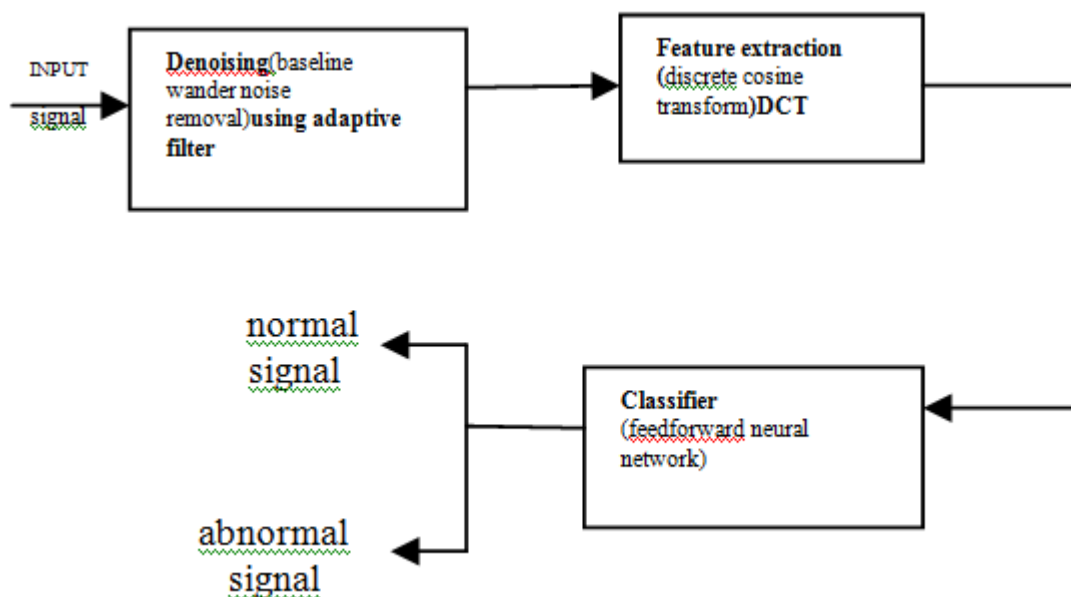 INPUT
signal
Denoising(baseline
wander noise
removal)using adaptive
filter
Feature extraction
(discrete cosine
transform)DCT
Classifier
(feedforward neural
network)
normal
signal
abnormal
signal